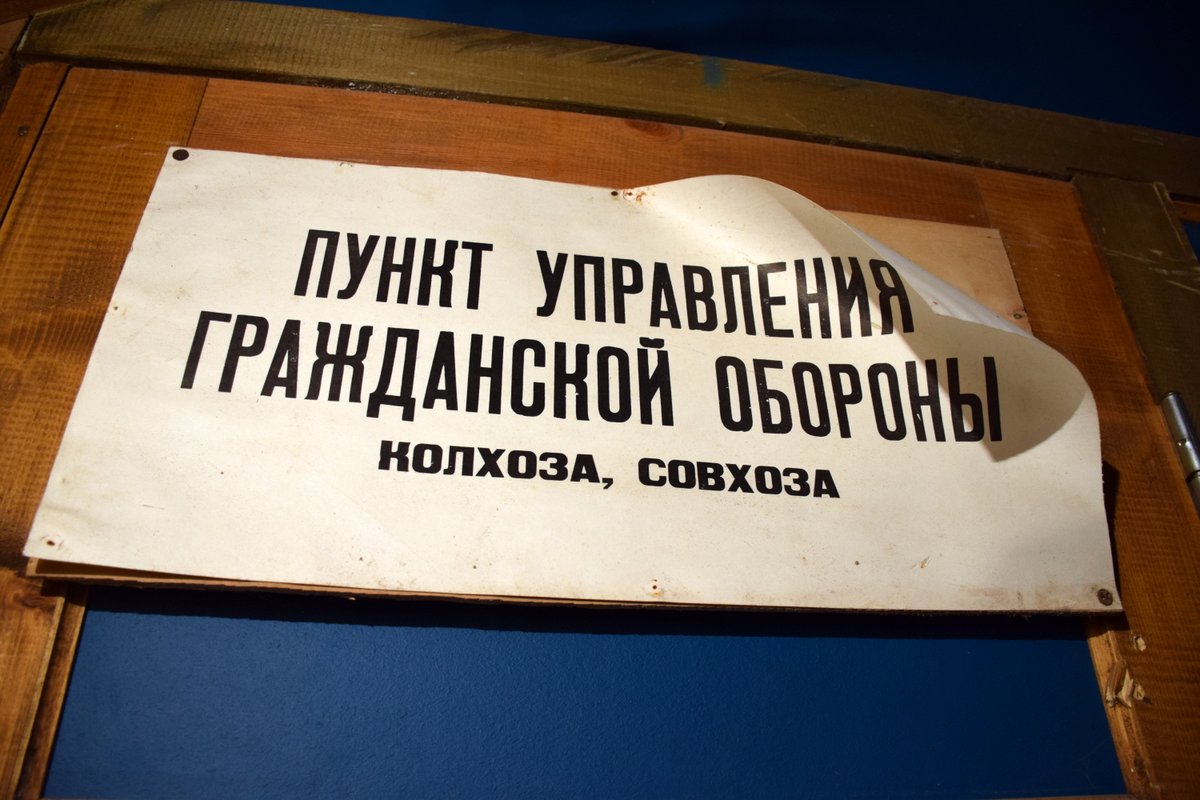 ПУНКТ УПРАВЛЕНИЯ
ГРАЖДАНСКОЙ ОБОРОНЫ
КОЛХОЗА, СОВХОЗА